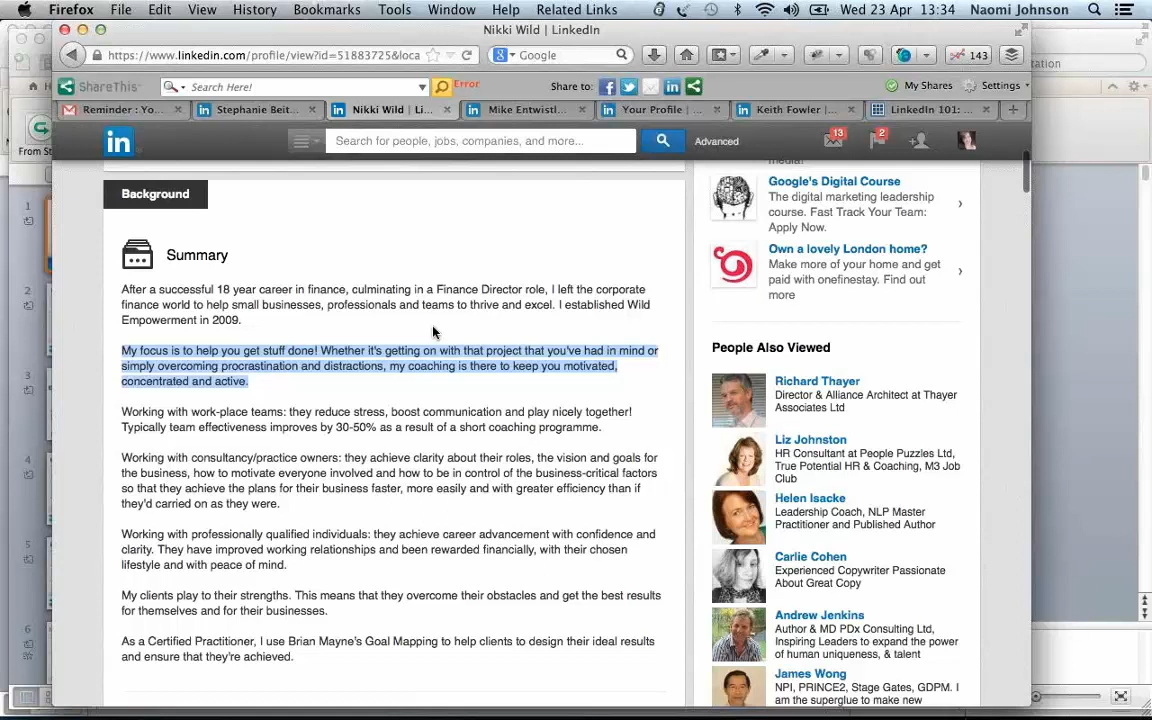 Firefox File Edit View History Bookmarks Tools Window Help Related Links Wed 23 Apr 13:34 Naomi Johnson
Nikki Wild | LinkedIn
https://www.linkedin.com/profile/view?id=51883725&loca Google 143
ShareThis Search Here! Error Share to: My Shares Settings
Reminder : Yo... Stephanie Beit... Nikki Wild | Li... Mike Entwistl... Your Profile | ... Keith Fowler | ... LinkedIn 101: ...
in Search for people, jobs, companies, and more... Advanced 13 2
From St
Background
Summary
After a successful 18 year career in finance, culminating in a Finance Director role, I left the corporate
finance world to help small businesses, professionals and teams to thrive and excel. I established Wild
Empowerment in 2009.
My focus is to help you get stuff done! Whether it's getting on with that project that you've had in mind or
simply overcoming procrastination and distractions, my coaching is there to keep you motivated,
concentrated and active.
Working with work-place teams: they reduce stress, boost communication and play nicely together!
Typically team effectiveness improves by 30-50% as a result of a short coaching programme.
Working with consultancy/practice owners: they achieve clarity about their roles, the vision and goals for
the business, how to motivate everyone involved and how to be in control of the business-critical factors
so that they achieve the plans for their business faster, more easily and with greater efficiency than if
they'd carried on as they were.
Working with professionally qualified individuals: they achieve career advancement with confidence and
clarity. They have improved working relationships and been rewarded financially, with their chosen
lifestyle and with peace of mind.
My clients play to their strengths. This means that they overcome their obstacles and get the best results
for themselves and for their businesses.
As a Certified Practitioner, I use Brian Mayne's Goal Mapping to help clients to design their ideal results
and ensure that they're achieved.
media!
Google's Digital Course
The digital marketing leadership
course. Fast Track Your Team:
Apply Now.
Own a lovely London home?
Make more of your home and get
paid with onefinestay. Find out
more
People Also Viewed
Richard Thayer
Director & Alliance Architect at Thayer
Associates Ltd
Liz Johnston
HR Consultant at People Puzzles Ltd,
True Potential HR & Coaching, M3 Job
Club
Helen Isacke
Leadership Coach, NLP Master
Practitioner and Published Author
Carlie Cohen
Experienced Copywriter Passionate
About Great Copy
Andrew Jenkins
Author & MD PDx Consulting Ltd,
Inspiring Leaders to expand the power
of human uniqueness, & talent
James Wong
NPI, PRINCE2, Stage Gates, GDPM. I
am the superglue to make new
1
2
3
4
5
6